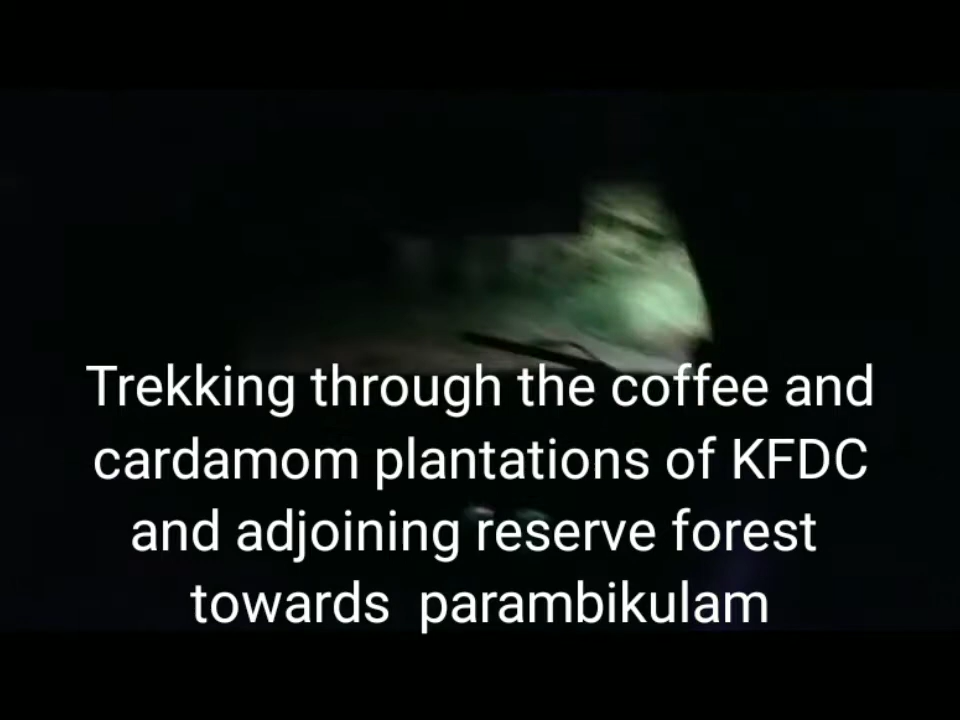 Trekking through the coffee and
cardamom plantations of KFDC
and adjoining reserve forest
towards  parambikulam